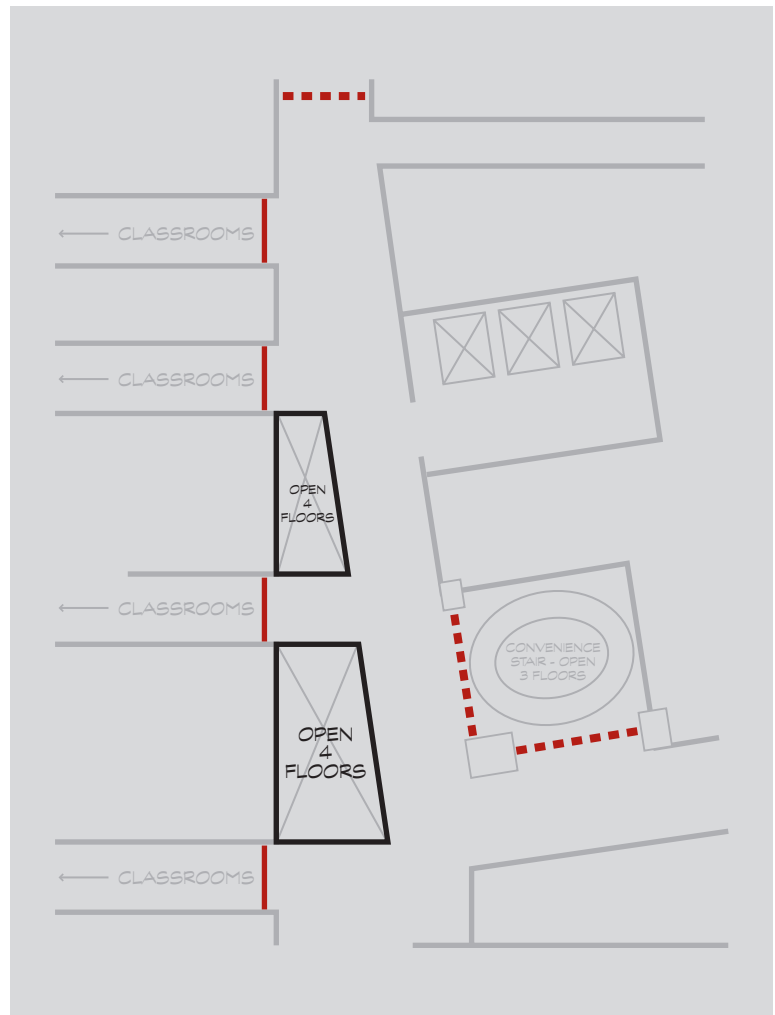 CLASSROOMS
CLASSROOMS
OPEN
4
FLOORS
CLASSROOMS
CONVENIENCE
STAIR - OPEN
3 FLOORS
OPEN
4
FLOORS
CLASSROOMS